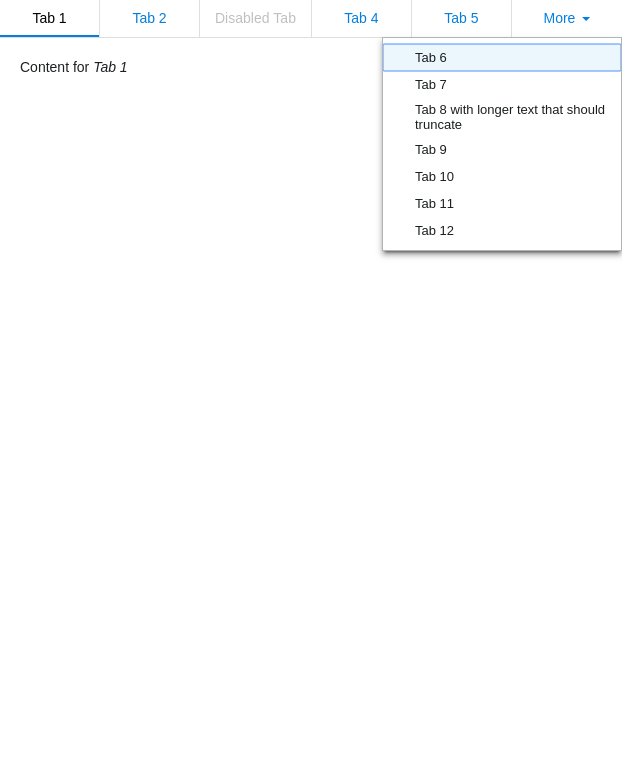 Tab 1
Tab 2
Disabled Tab
Tab 4
Tab 5
More
Content for Tab 1
Tab 6
Tab 7
Tab 8 with longer text that should
truncate
Tab 9
Tab 10
Tab 11
Tab 12